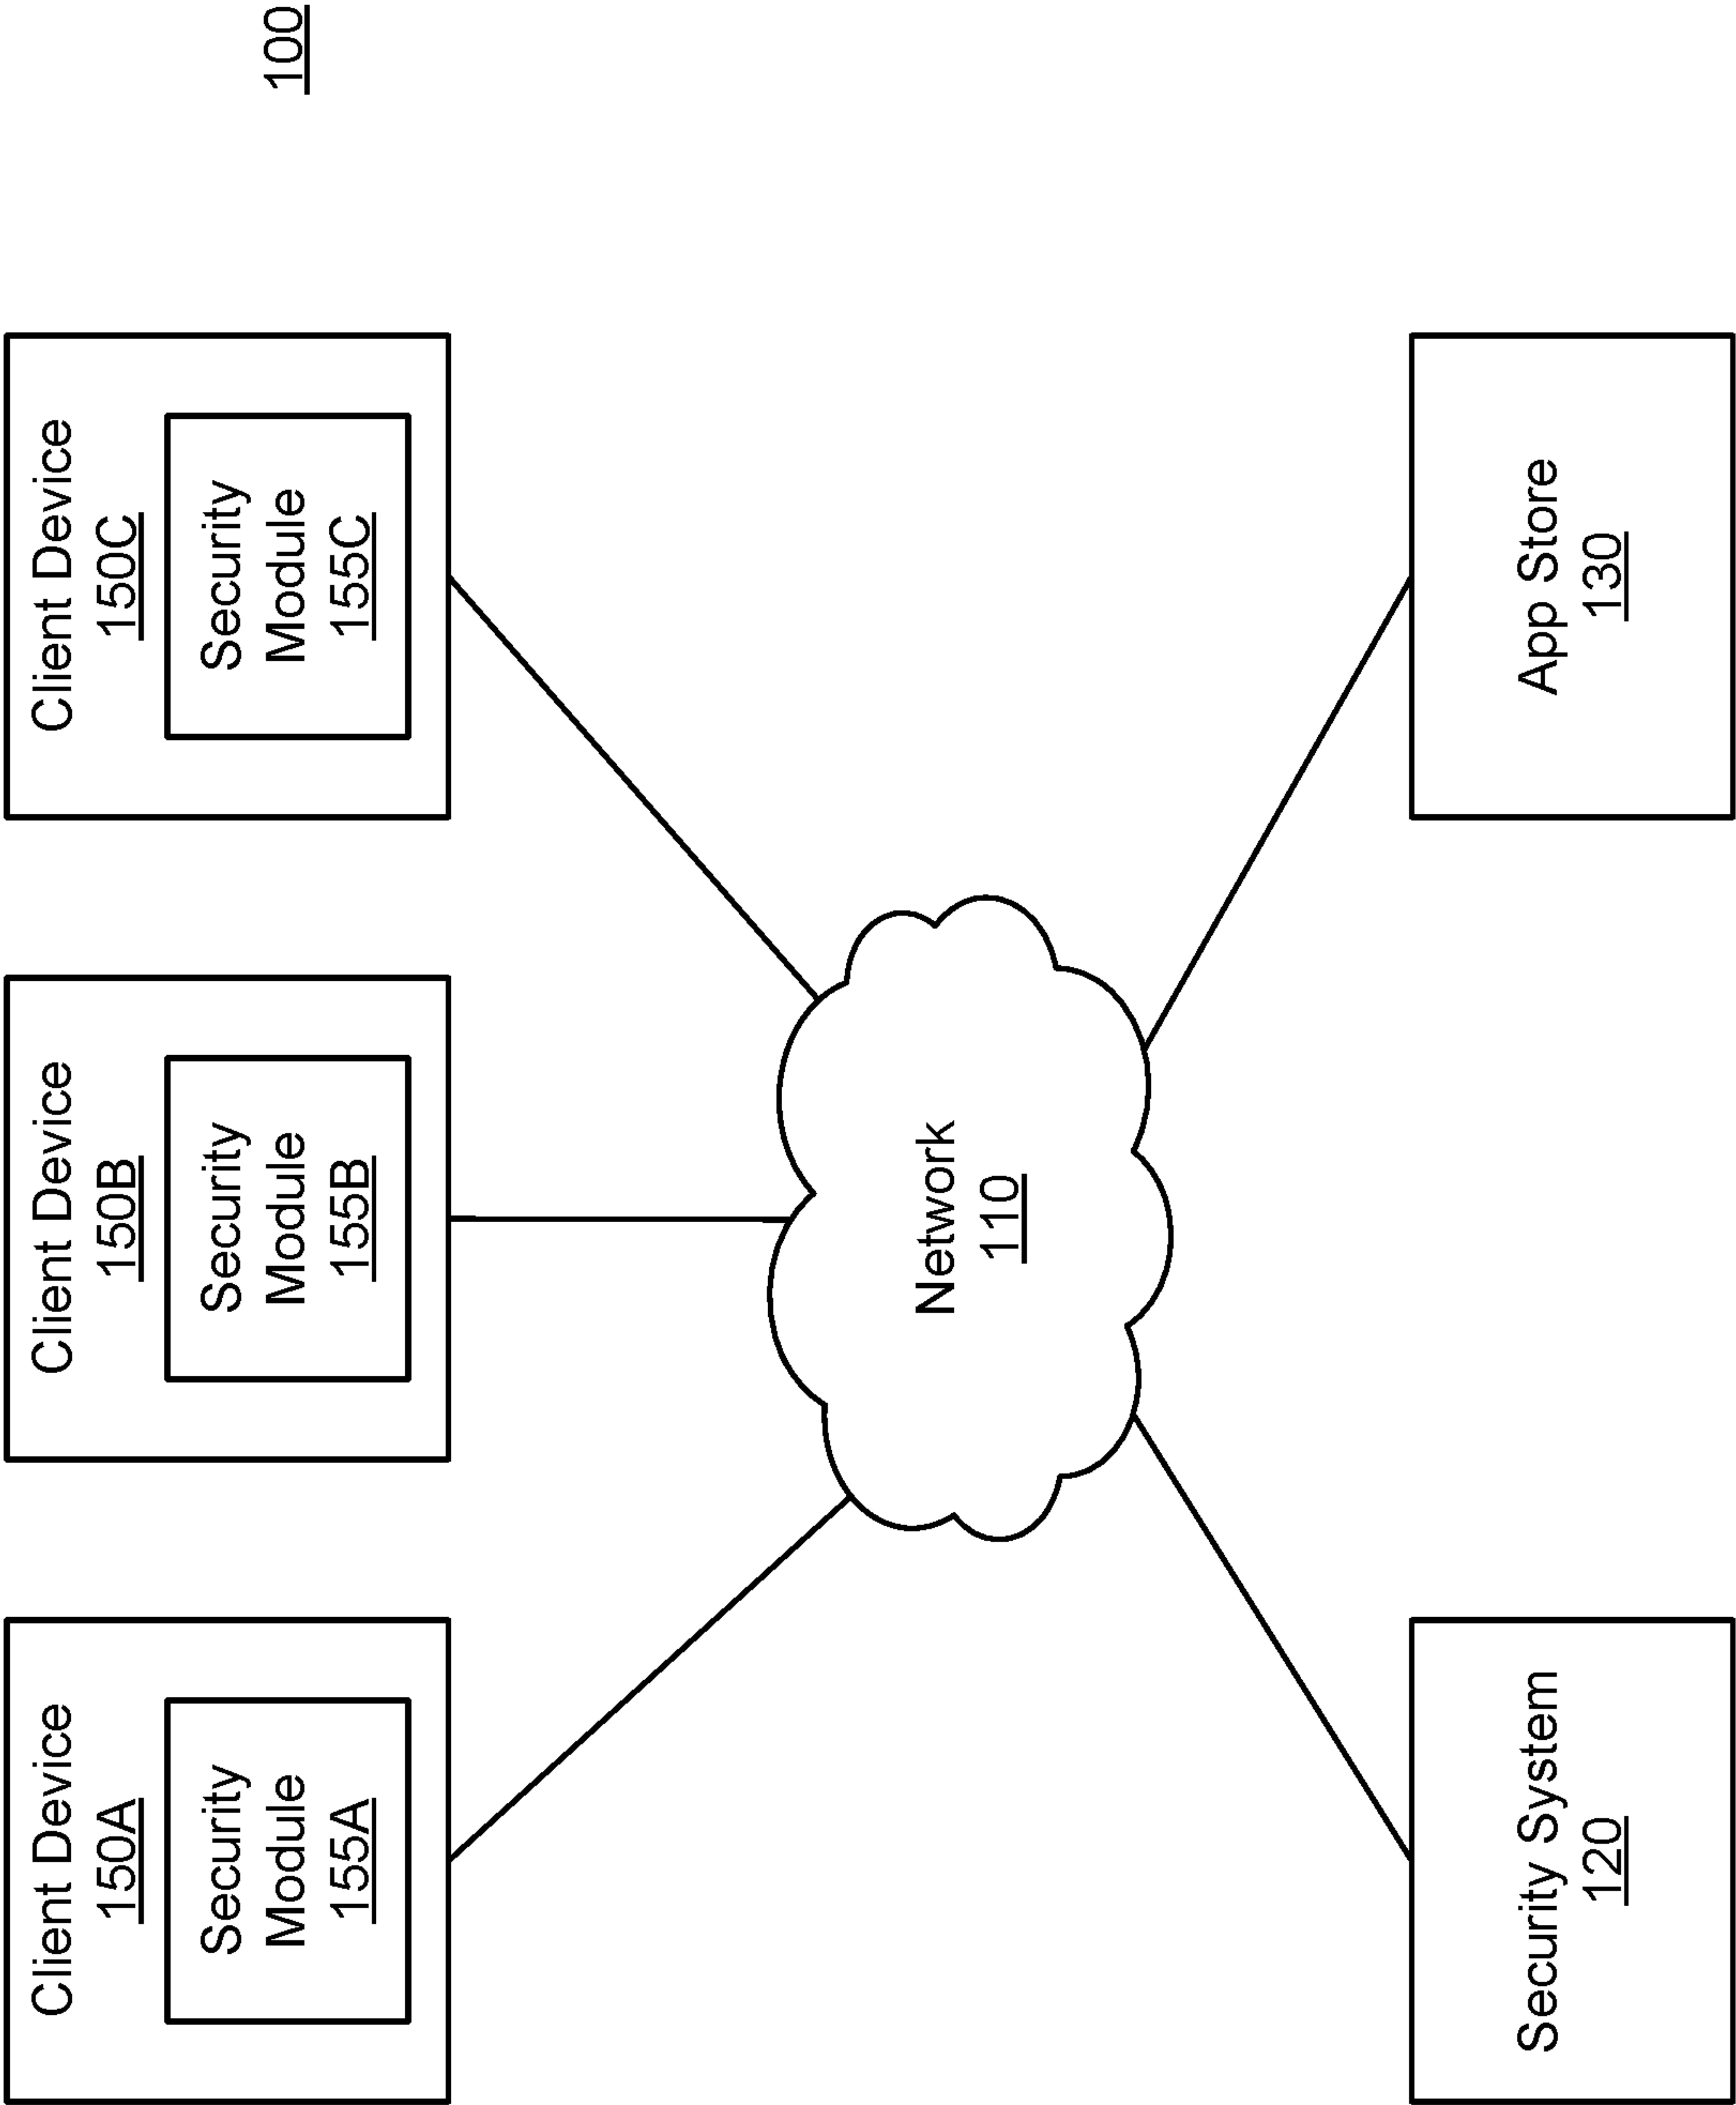 100
Client Device
150A
Security
Module
155A
Client Device
150B
Security
Module
155B
Client Device
150C
Security
Module
155C
Network
110
Security System
120
App Store
130